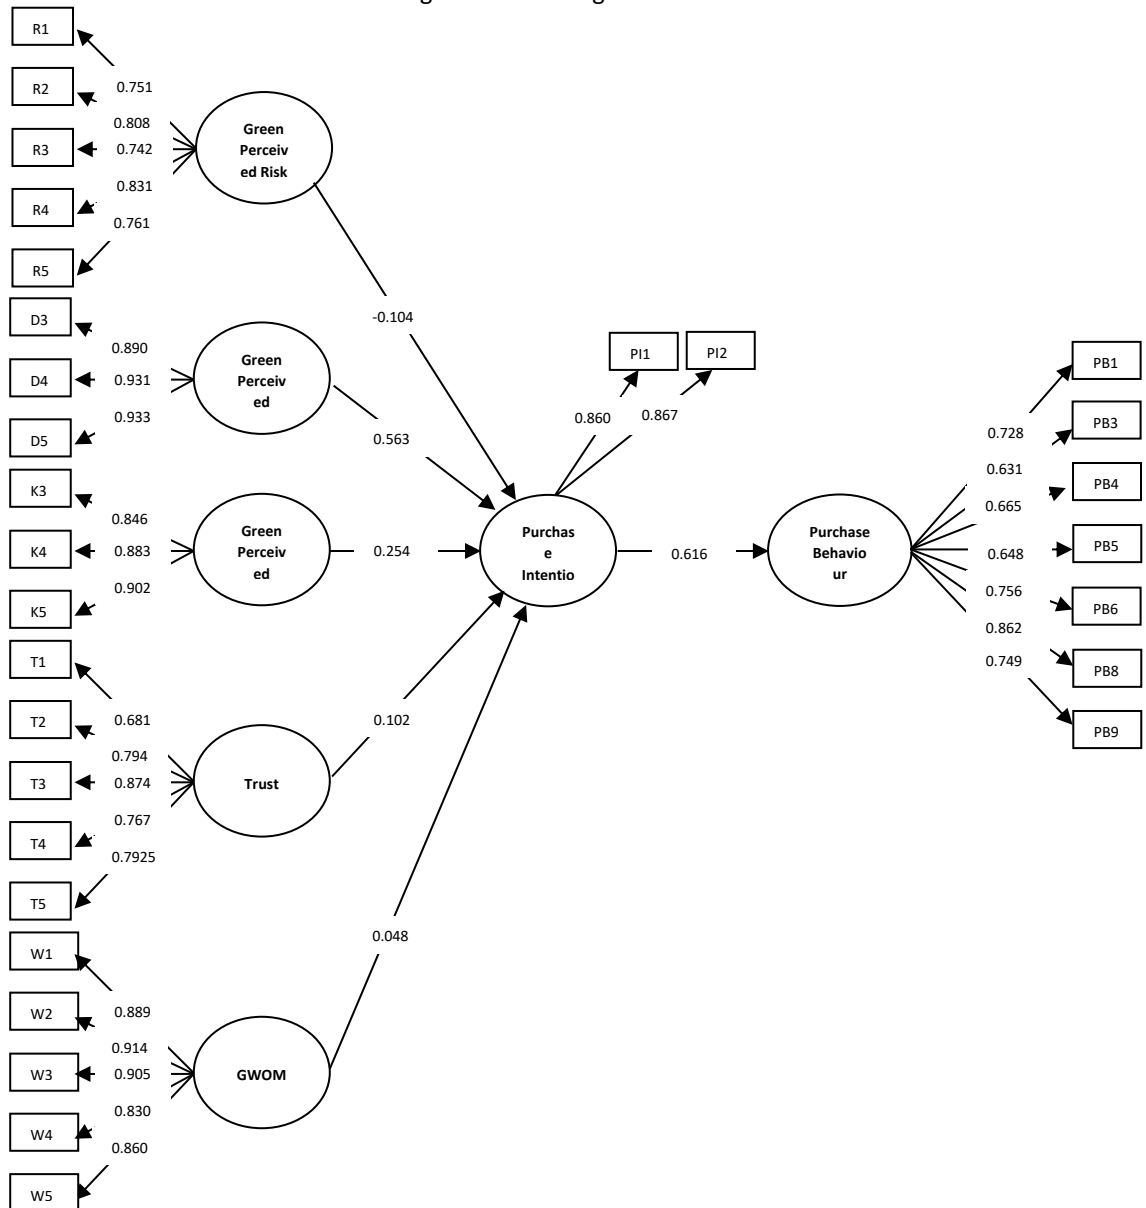 R1
R2
R3
R4
R5
0.751
0.808
0.742
0.831
0.761
Green
Perceiv
ed Risk
-0.104
D3
D4
D5
0.890
0.931
0.933
Green
Perceiv
ed
0.563
K3
K4
K5
0.846
0.883
0.902
Green
Perceiv
ed
0.254
T1
T2
T3
T4
T5
0.681
0.794
0.874
0.767
0.7925
Trust
0.102
W1
W2
W3
W4
W5
0.889
0.914
0.905
0.830
0.860
GWOM
0.048
PI1
PI2
0.860
0.867
Purchas
e
Intentio
0.616
Purchase
Behavio
ur
0.728
0.631
0.665
0.648
0.756
0.862
0.749
PB1
PB3
PB4
PB5
PB6
PB8
PB9